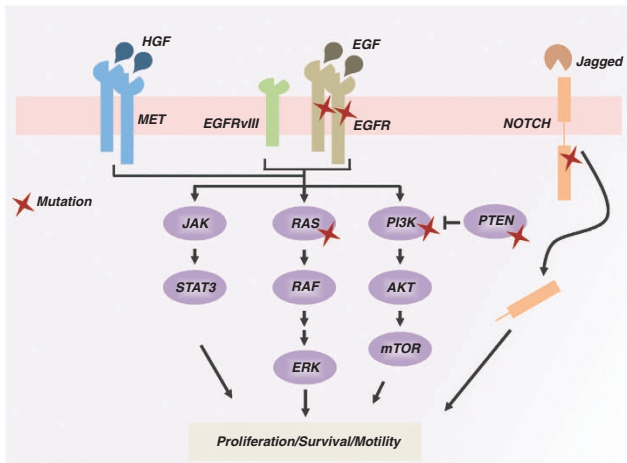 HGF
EGF
Jagged
MET
EGFRvIII
EGFR
NOTCH
Mutation
JAK
RAS
PI3K
PTEN
STAT3
RAF
AKT
mTOR
ERK
Proliferation/Survival/Motility